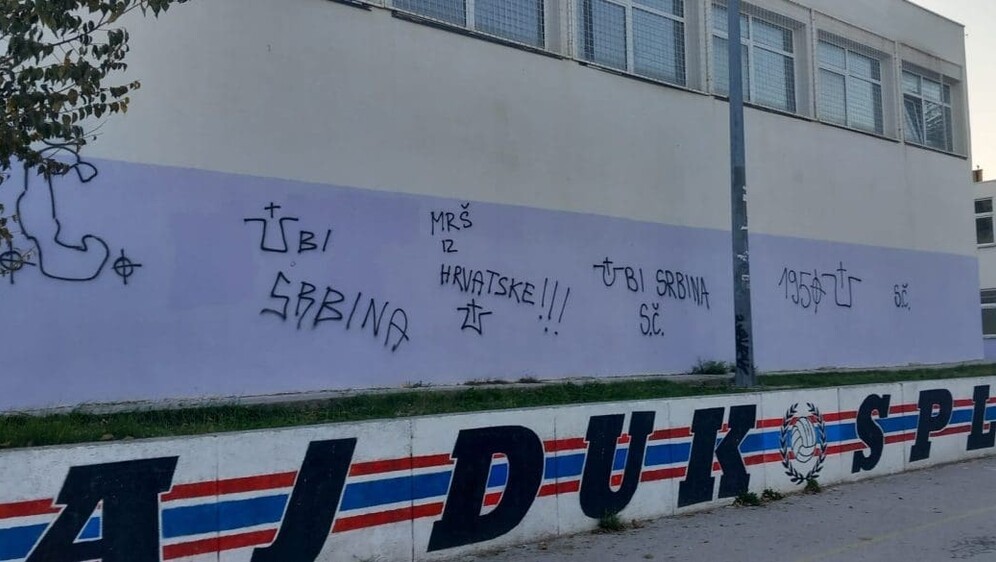 UBI
SRBINA
MRŠ
IZ
HRVATSKE!!!
U
UBI SRBINA
S.Č.
1950 U
S.Č.
AJDUK SPL